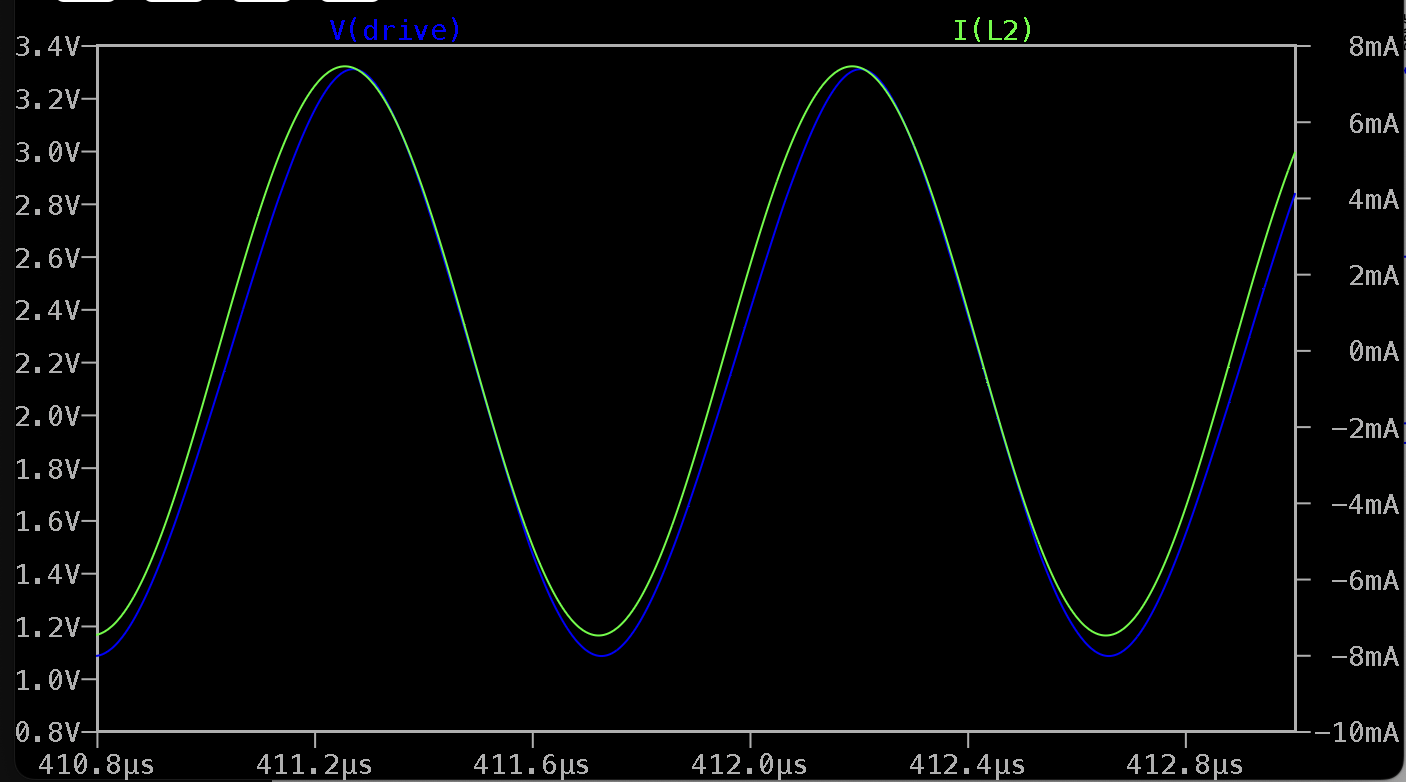 V(drive) I(L2)
3.4V 8mA
3.2V
3.0V 6mA
2.8V 4mA
2.6V
2.4V 2mA
2.2V 0mA
2.0V
1.8V −2mA
1.6V −4mA
1.4V −6mA
1.2V
1.0V −8mA
0.8V −10mA
410.8µs 411.2µs 411.6µs 412.0µs 412.4µs 412.8µs